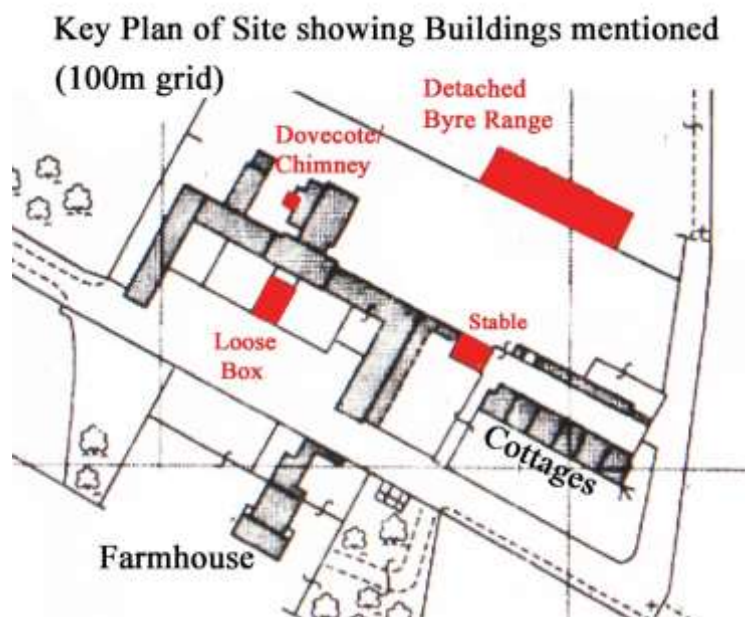 Key Plan of Site showing Buildings mentioned
(100m grid)
Detached
Byre Range
Dovecote/
Chimney
Stable
Loose
Box
Cottages
Farmhouse